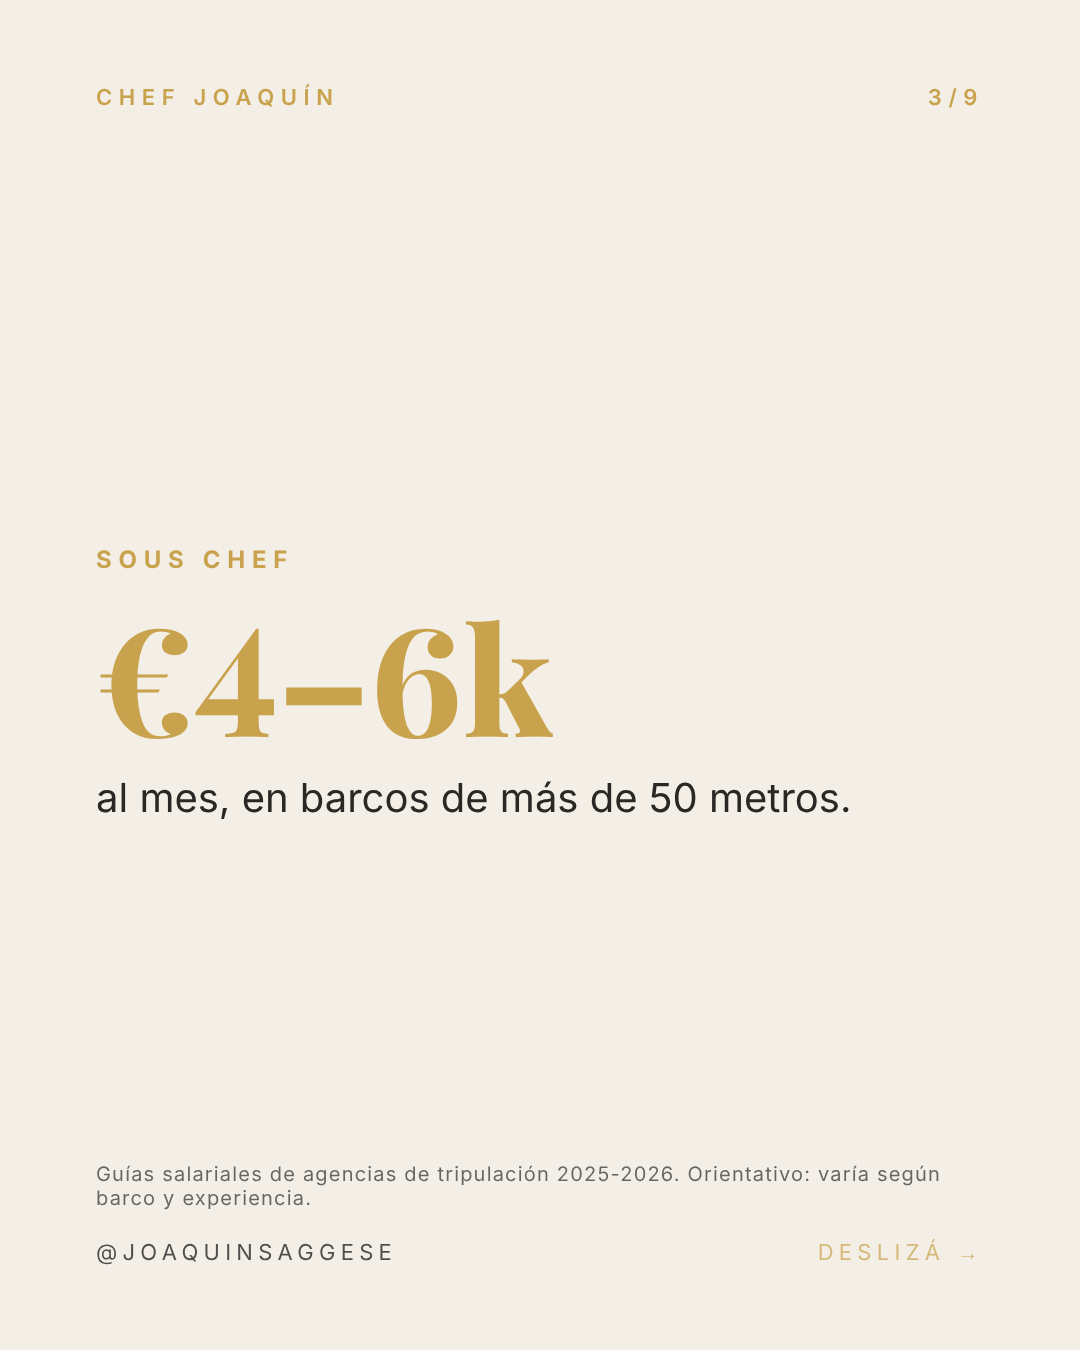 CHEF JOAQUÍN
3/9
SOUS CHEF
€4–6k
al mes, en barcos de más de 50 metros.
Guías salariales de agencias de tripulación 2025-2026. Orientativo: varía según
barco y experiencia.
@JOAQUINSAGGESE
DESLIZÁ →